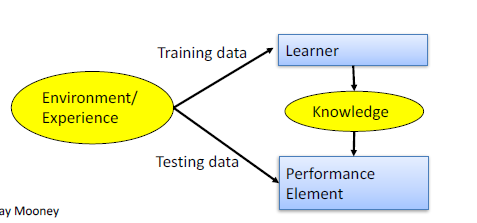 Training data
Learner
Environment/
Experience
Knowledge
Testing data
Performance
Element
ay Mooney